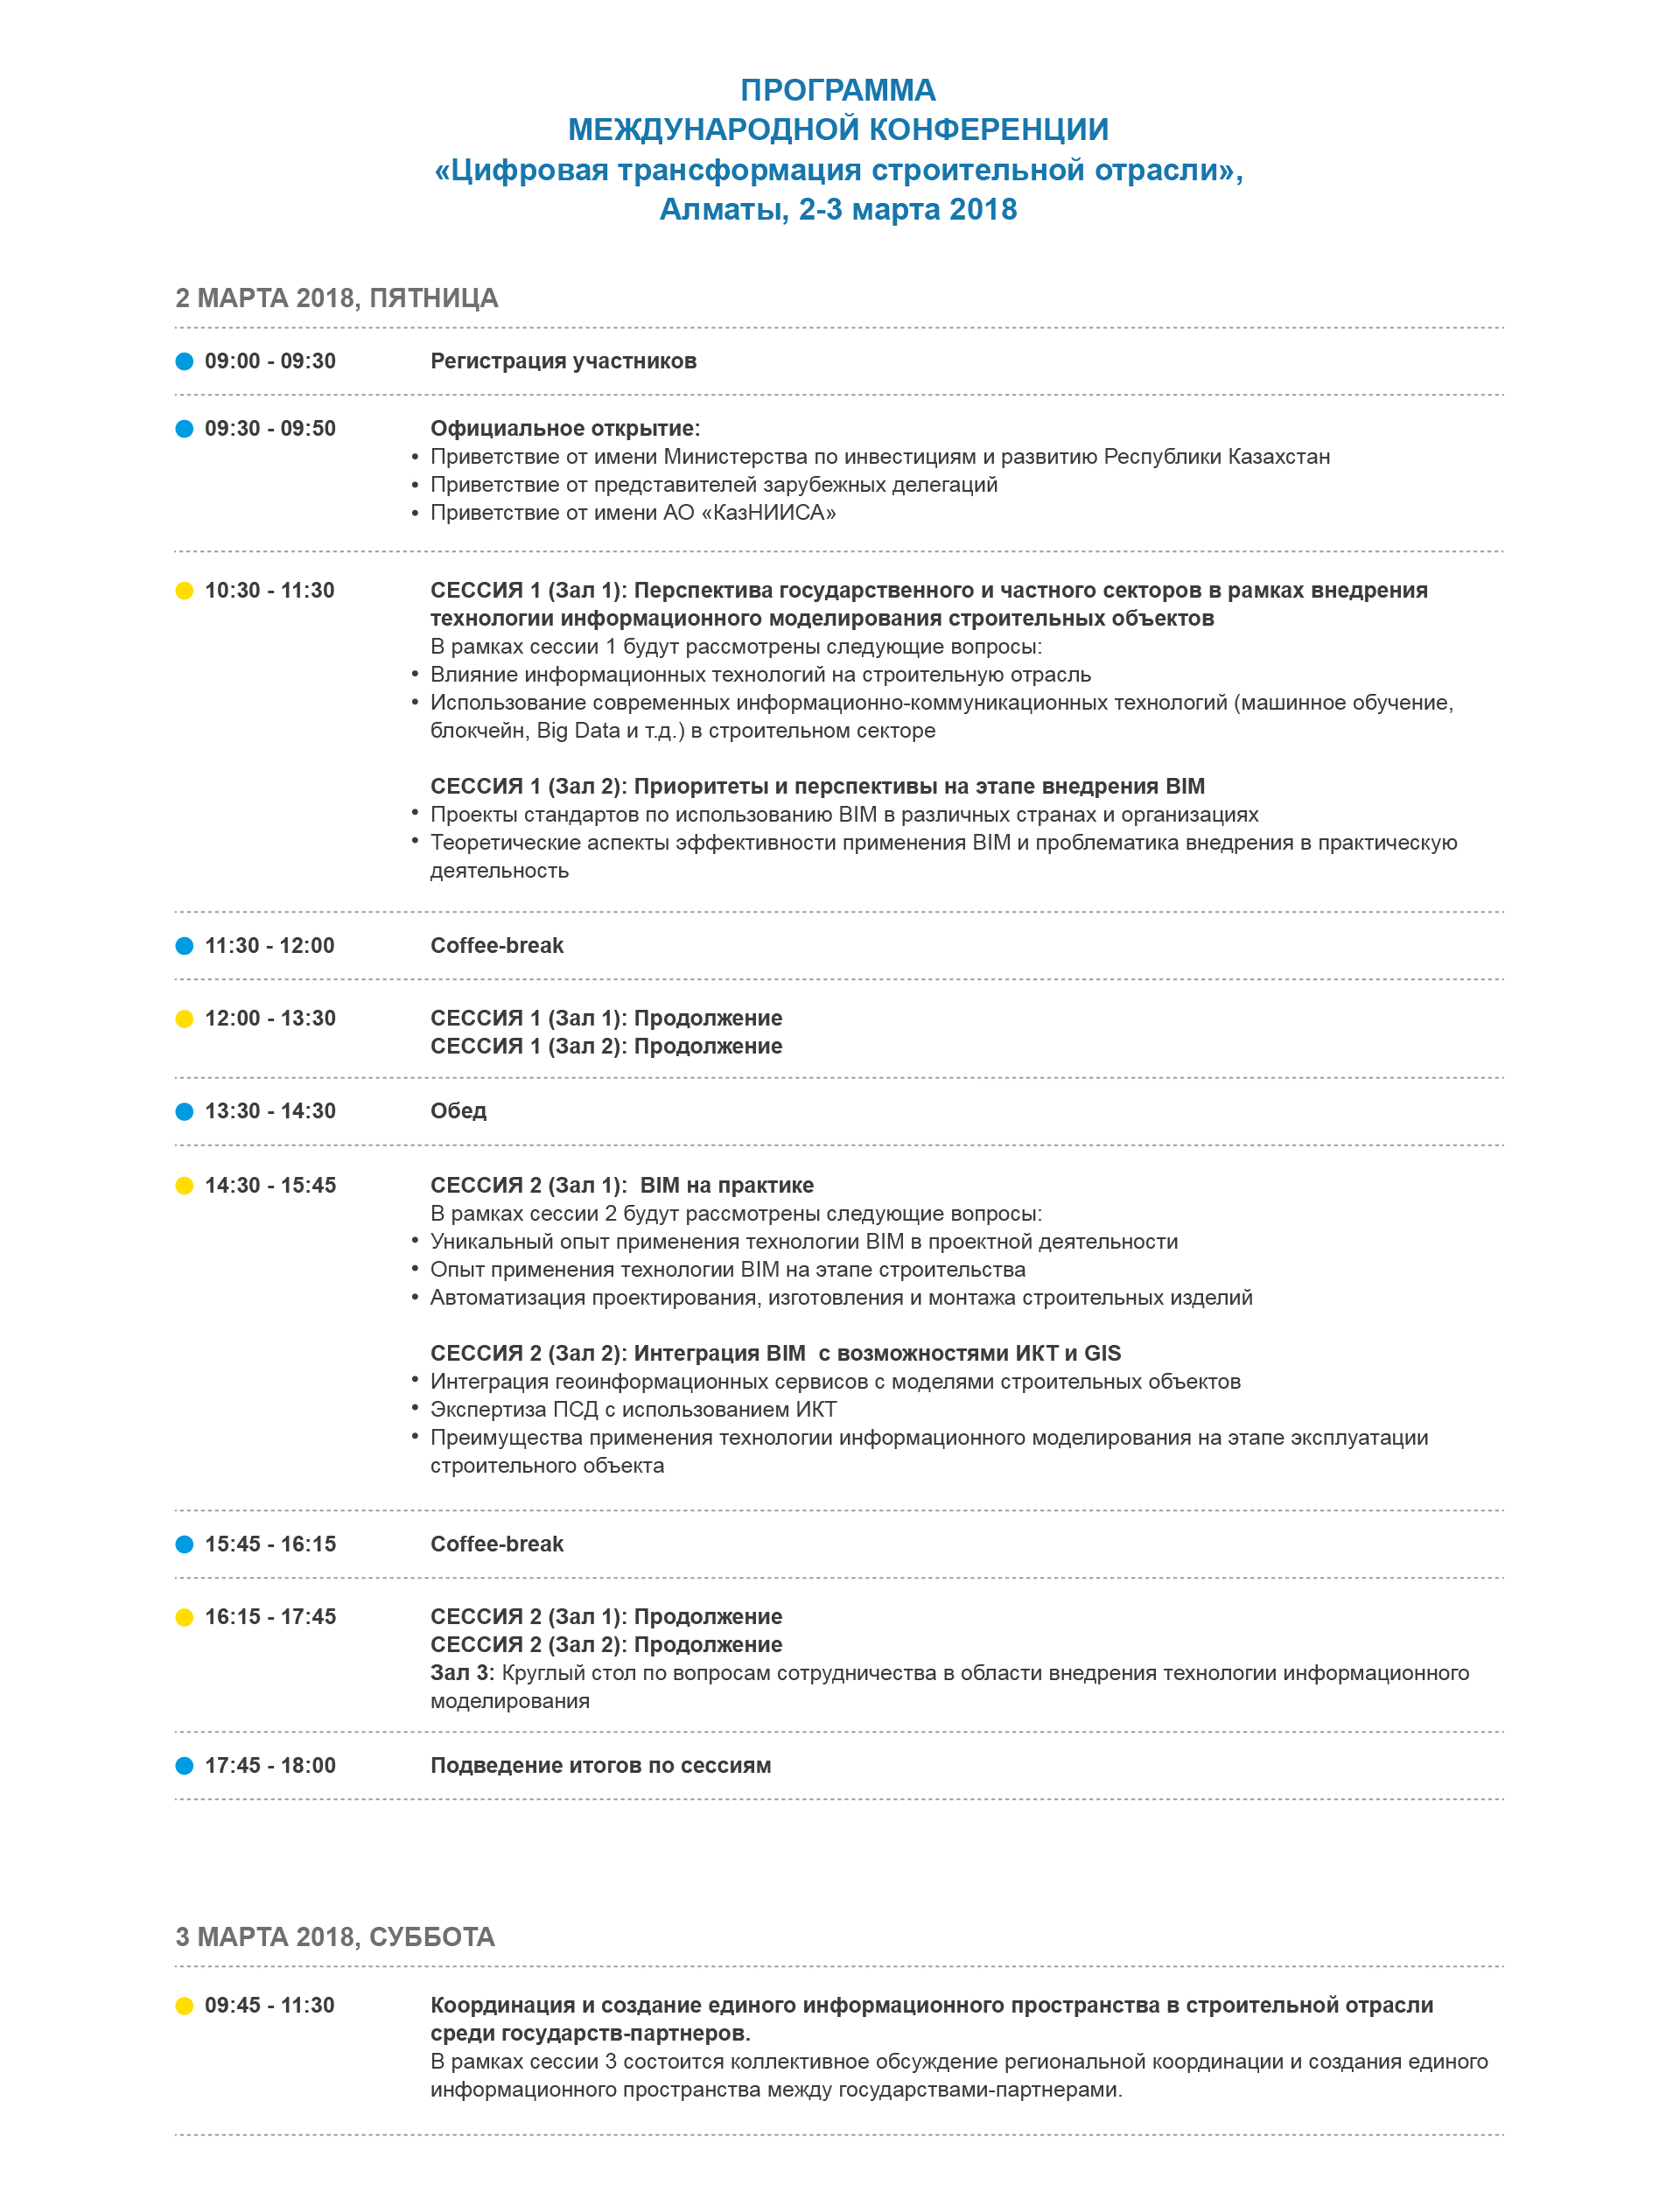 ПРОГРАММА
МЕЖДУНАРОДНОЙ КОНФЕРЕНЦИИ
«Цифровая трансформация строительной отрасли»,
Алматы, 2-3 марта 2018
2 МАРТА 2018, ПЯТНИЦА
09:00 - 09:30 Регистрация участников
09:30 - 09:50 Официальное открытие:
• Приветствие от имени Министерства по инвестициям и развитию Республики Казахстан
• Приветствие от представителей зарубежных делегаций
• Приветствие от имени АО «КазНИИСА»
10:30 - 11:30 СЕССИЯ 1 (Зал 1): Перспектива государственного и частного секторов в рамках внедрения
технологии информационного моделирования строительных объектов
В рамках сессии 1 будут рассмотрены следующие вопросы:
• Влияние информационных технологий на строительную отрасль
• Использование современных информационно-коммуникационных технологий (машинное обучение,
блокчейн, Big Data и т.д.) в строительном секторе
СЕССИЯ 1 (Зал 2): Приоритеты и перспективы на этапе внедрения BIM
• Проекты стандартов по использованию BIM в различных странах и организациях
• Теоретические аспекты эффективности применения BIM и проблематика внедрения в практическую
деятельность
11:30 - 12:00 Coffee-break
12:00 - 13:30 СЕССИЯ 1 (Зал 1): Продолжение
СЕССИЯ 1 (Зал 2): Продолжение
13:30 - 14:30 Обед
14:30 - 15:45 СЕССИЯ 2 (Зал 1): BIM на практике
В рамках сессии 2 будут рассмотрены следующие вопросы:
• Уникальный опыт применения технологии BIM в проектной деятельности
• Опыт применения технологии BIM на этапе строительства
• Автоматизация проектирования, изготовления и монтажа строительных изделий
СЕССИЯ 2 (Зал 2): Интеграция BIM с возможностями ИКТ и GIS
• Интеграция геоинформационных сервисов с моделями строительных объектов
• Экспертиза ПСД с использованием ИКТ
• Преимущества применения технологии информационного моделирования на этапе эксплуатации
строительного объекта
15:45 - 16:15 Coffee-break
16:15 - 17:45 СЕССИЯ 2 (Зал 1): Продолжение
СЕССИЯ 2 (Зал 2): Продолжение
Зал 3: Круглый стол по вопросам сотрудничества в области внедрения технологии информационного
моделирования
17:45 - 18:00 Подведение итогов по сессиям
3 МАРТА 2018, СУББОТА
09:45 - 11:30 Координация и создание единого информационного пространства в строительной отрасли
среди государств-партнеров.
В рамках сессии 3 состоится коллективное обсуждение региональной координации и создания единого
информационного пространства между государствами-партнерами.